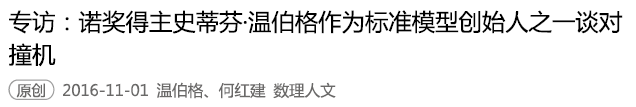 专访：诺奖得主史蒂芬·温伯格作为标准模型创始人之一谈对
撞机
原创 2016-11-01 温伯格、何红建 数理人文